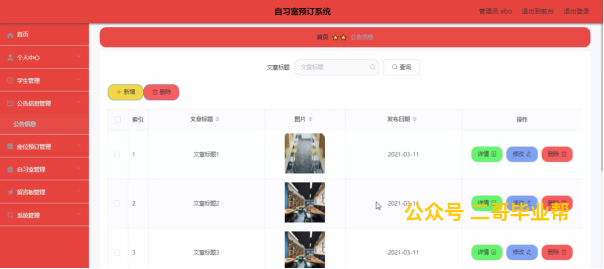 自习室预订系统
管理员 abo 退出到前台 退出登录
首页
个人中心
学生管理
公告信息管理
公告信息
座位预订管理
自习室管理
留言板管理
系统管理
首页 公告信息
文章标题 文章标题 查询
新增 删除
索引 文章标题 图片 发布日期 操作
1 文章标题1 2021-03-11 详情 修改 删除
2 文章标题2 2021-03-11 详情 修改 删除
公众号 二哥毕业帮
3 文章标题3 2021-03-11 详情 修改 删除